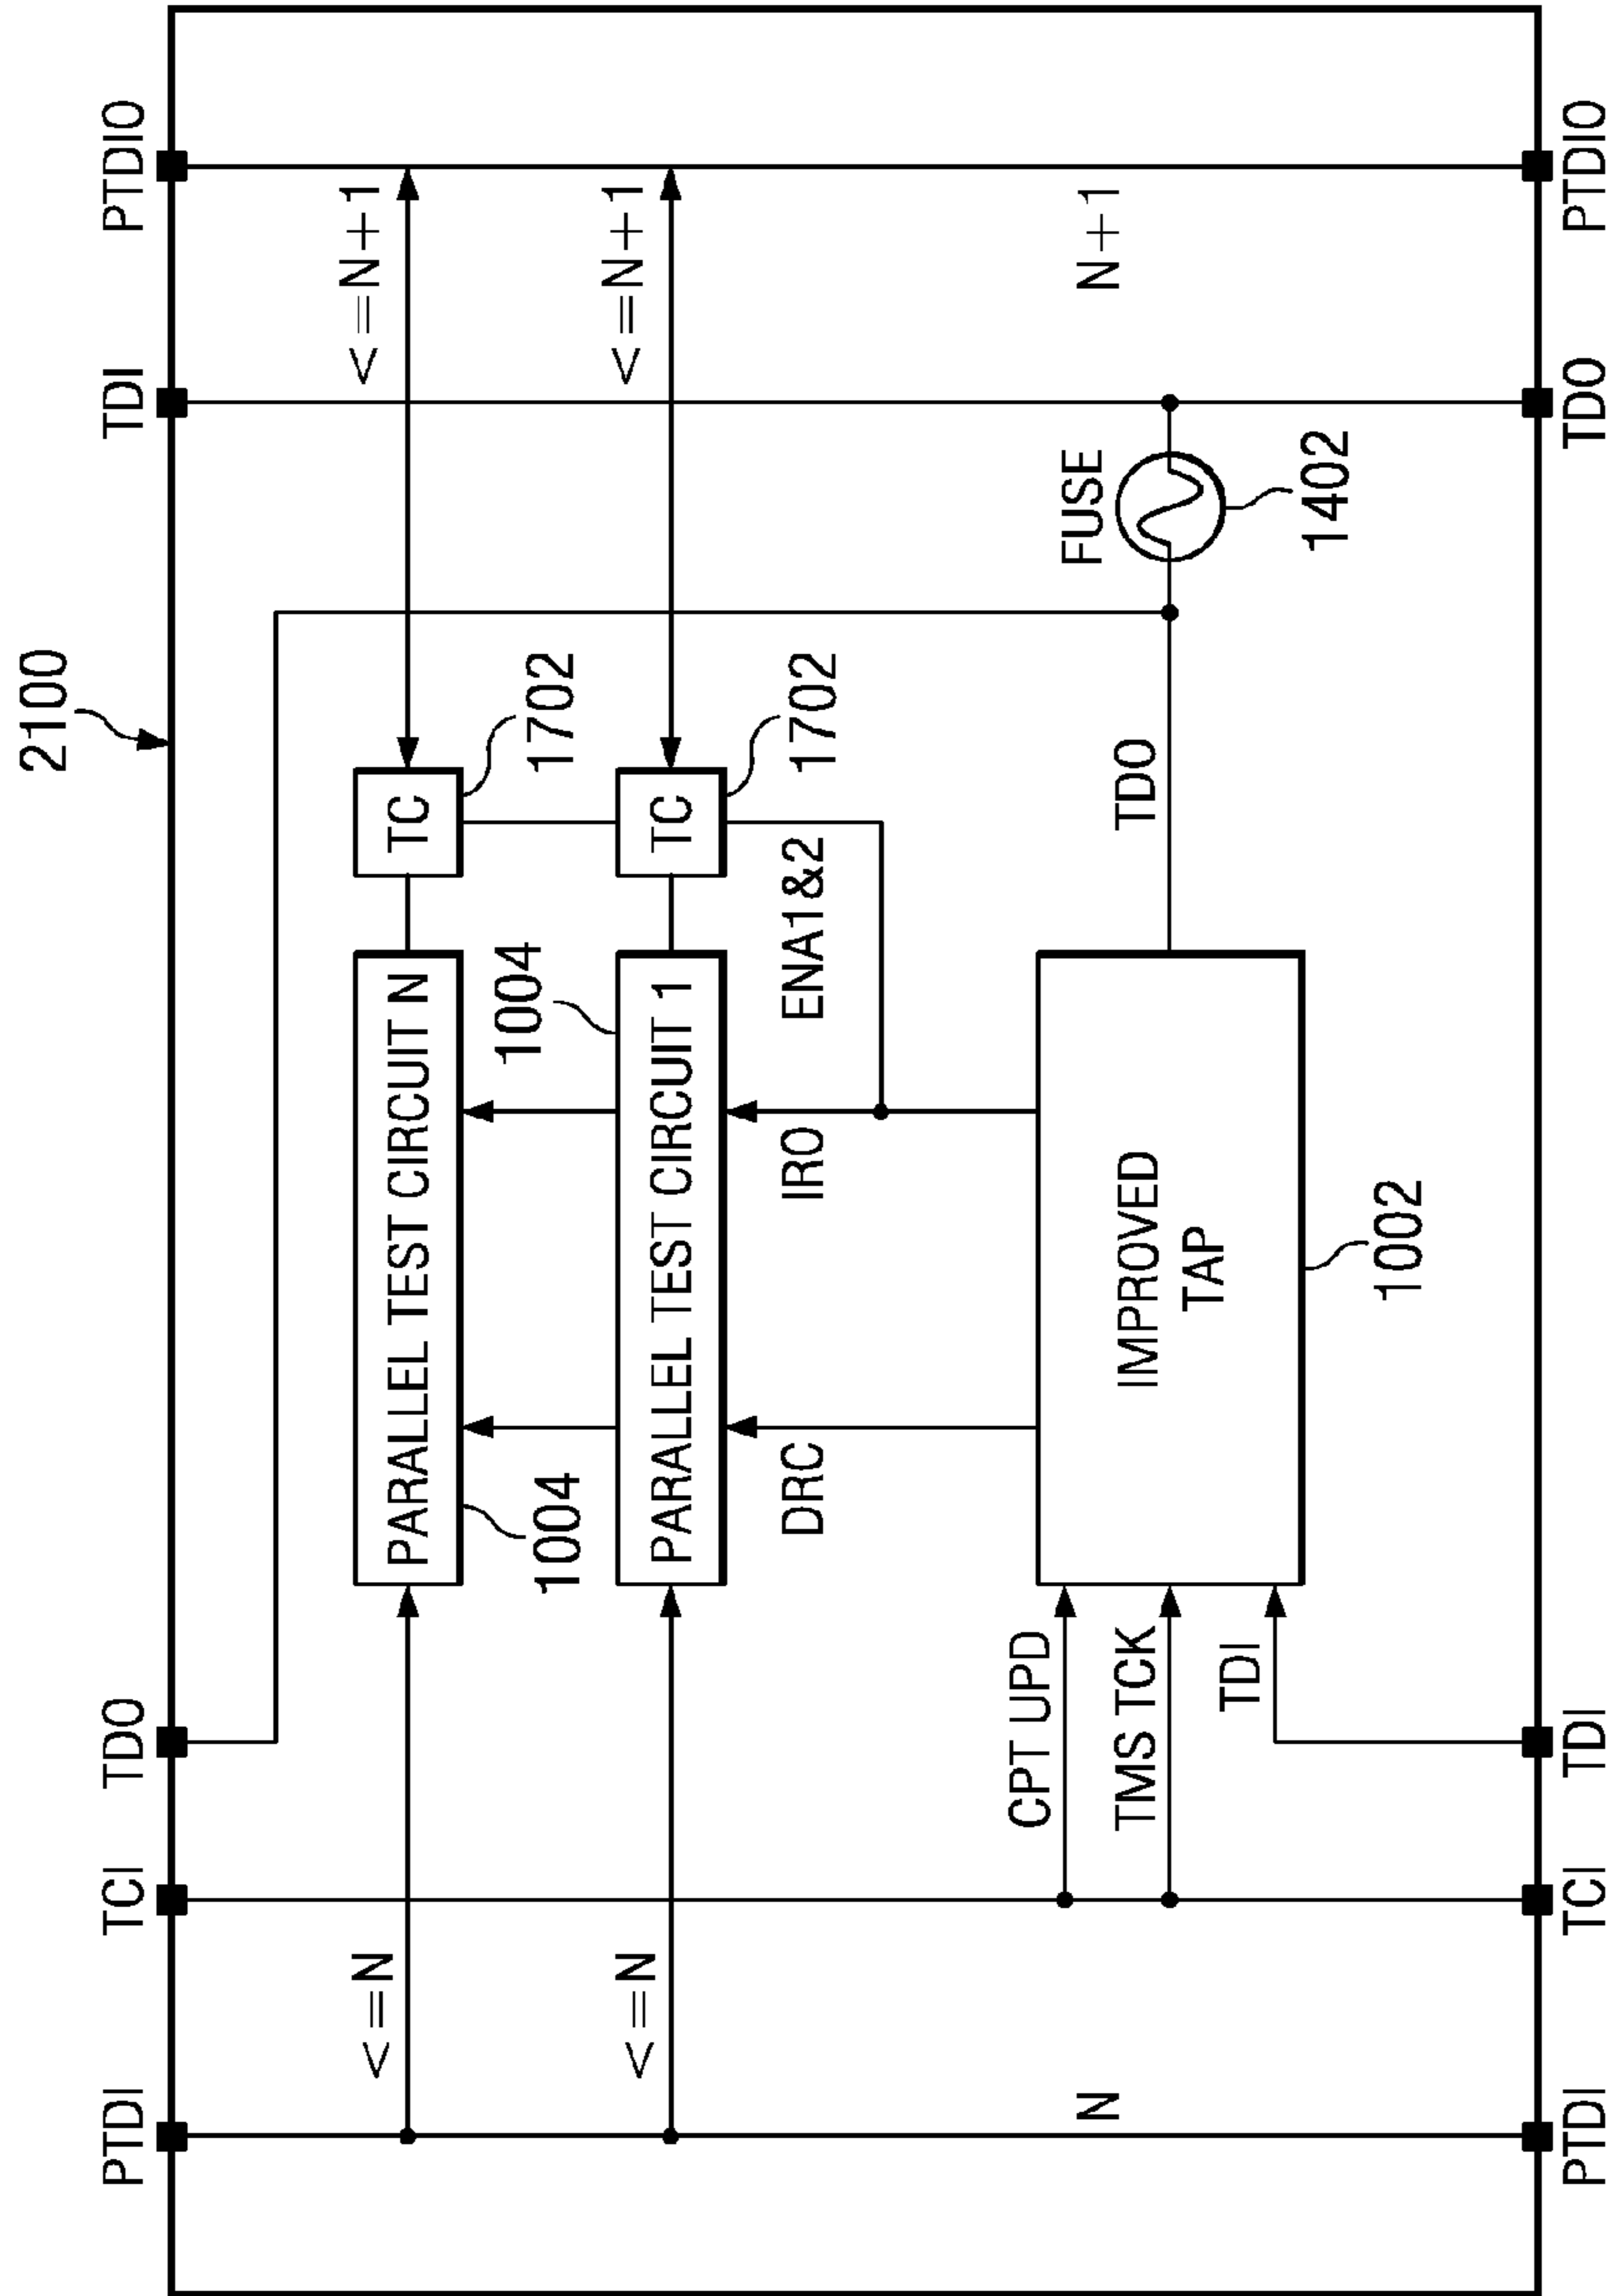 2100
PTDI
TCI
TDO
TDI
PTDIO
<=N
PARALLEL TEST CIRCUIT N
TC
<=N+1
1004
1004
1702
<=N
PARALLEL TEST CIRCUIT 1
TC
<=N+1
DRC
IRO
ENA1&2
1702
N
CPT UPD
TMS TCK
TDI
IMPROVED
TAP
TDO
FUSE
N+1
1402
1002
PTDI
TCI
TDI
TDO
PTDIO